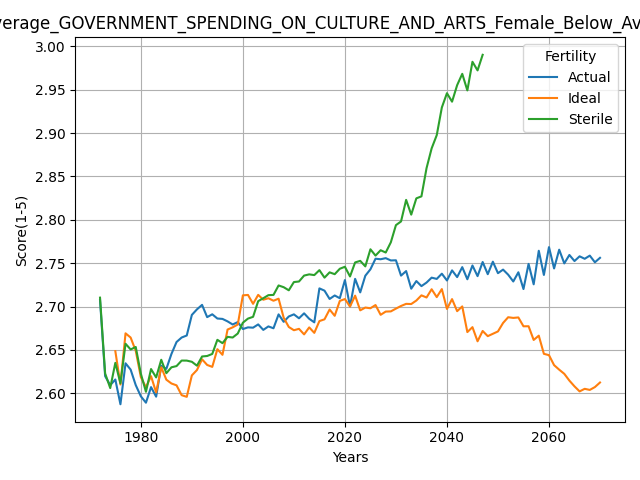 verage_GOVERNMENT_SPENDING_ON_CULTURE_AND_ARTS_Female_Below_Av
3.00
2.95
2.90
2.85
2.80
2.75
2.70
2.65
2.60
Score(1-5)
Fertility
Actual
Ideal
Sterile
1980
2000
2020
2040
2060
Years